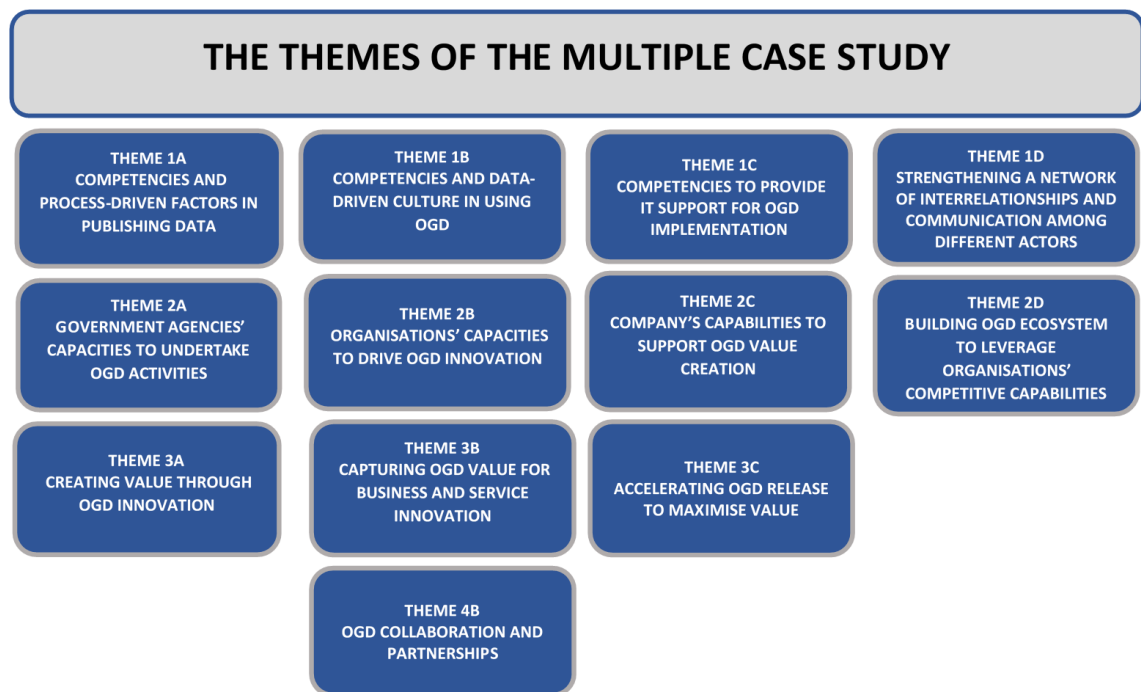 THE THEMES OF THE MULTIPLE CASE STUDY
THEME 1A
COMPETENCIES AND
PROCESS-DRIVEN FACTORS IN
PUBLISHING DATA
THEME 1B
COMPETENCIES AND DATA-
DRIVEN CULTURE IN USING
OGD
THEME 1C
COMPETENCIES TO PROVIDE
IT SUPPORT FOR OGD
IMPLEMENTATION
THEME 1D
STRENGTHENING A NETWORK
OF INTERRELATIONSHIPS AND
COMMUNICATION AMONG
DIFFERENT ACTORS
THEME 2A
GOVERNMENT AGENCIES’
CAPACITIES TO UNDERTAKE
OGD ACTIVITIES
THEME 2B
ORGANISATIONS’ CAPACITIES
TO DRIVE OGD INNOVATION
THEME 2C
COMPANY’S CAPABILITIES TO
SUPPORT OGD VALUE
CREATION
THEME 2D
BUILDING OGD ECOSYSTEM
TO LEVERAGE
ORGANISATIONS’
COMPETITIVE CAPABILITIES
THEME 3A
CREATING VALUE THROUGH
OGD INNOVATION
THEME 3B
CAPTURING OGD VALUE FOR
BUSINESS AND SERVICE
INNOVATION
THEME 3C
ACCELERATING OGD RELEASE
TO MAXIMISE VALUE
THEME 4B
OGD COLLABORATION AND
PARTNERSHIPS